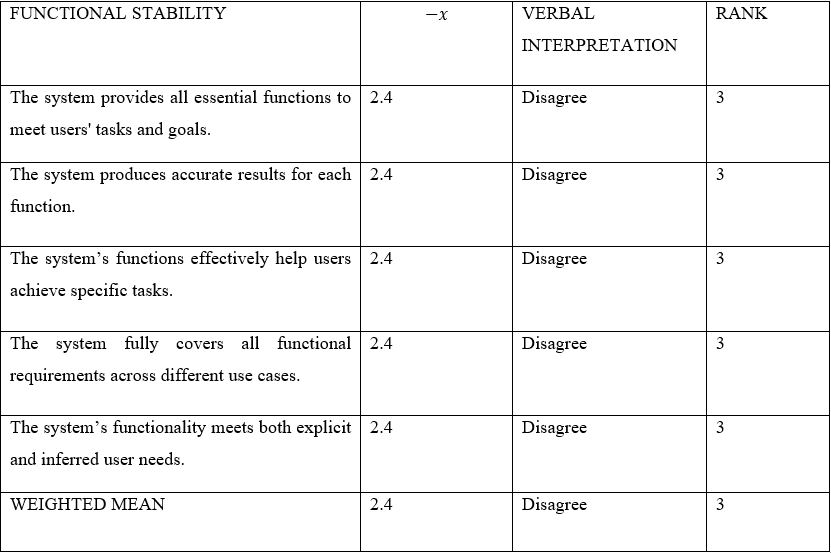 FUNCTIONAL STABILITY −x VERBAL RANK
INTERPRETATION
The system provides all essential functions to 2.4 Disagree 3
meet users' tasks and goals.
The system produces accurate results for each 2.4 Disagree 3
function.
The system’s functions effectively help users 2.4 Disagree 3
achieve specific tasks.
The system fully covers all functional 2.4 Disagree 3
requirements across different use cases.
The system’s functionality meets both explicit 2.4 Disagree 3
and inferred user needs.
WEIGHTED MEAN 2.4 Disagree 3